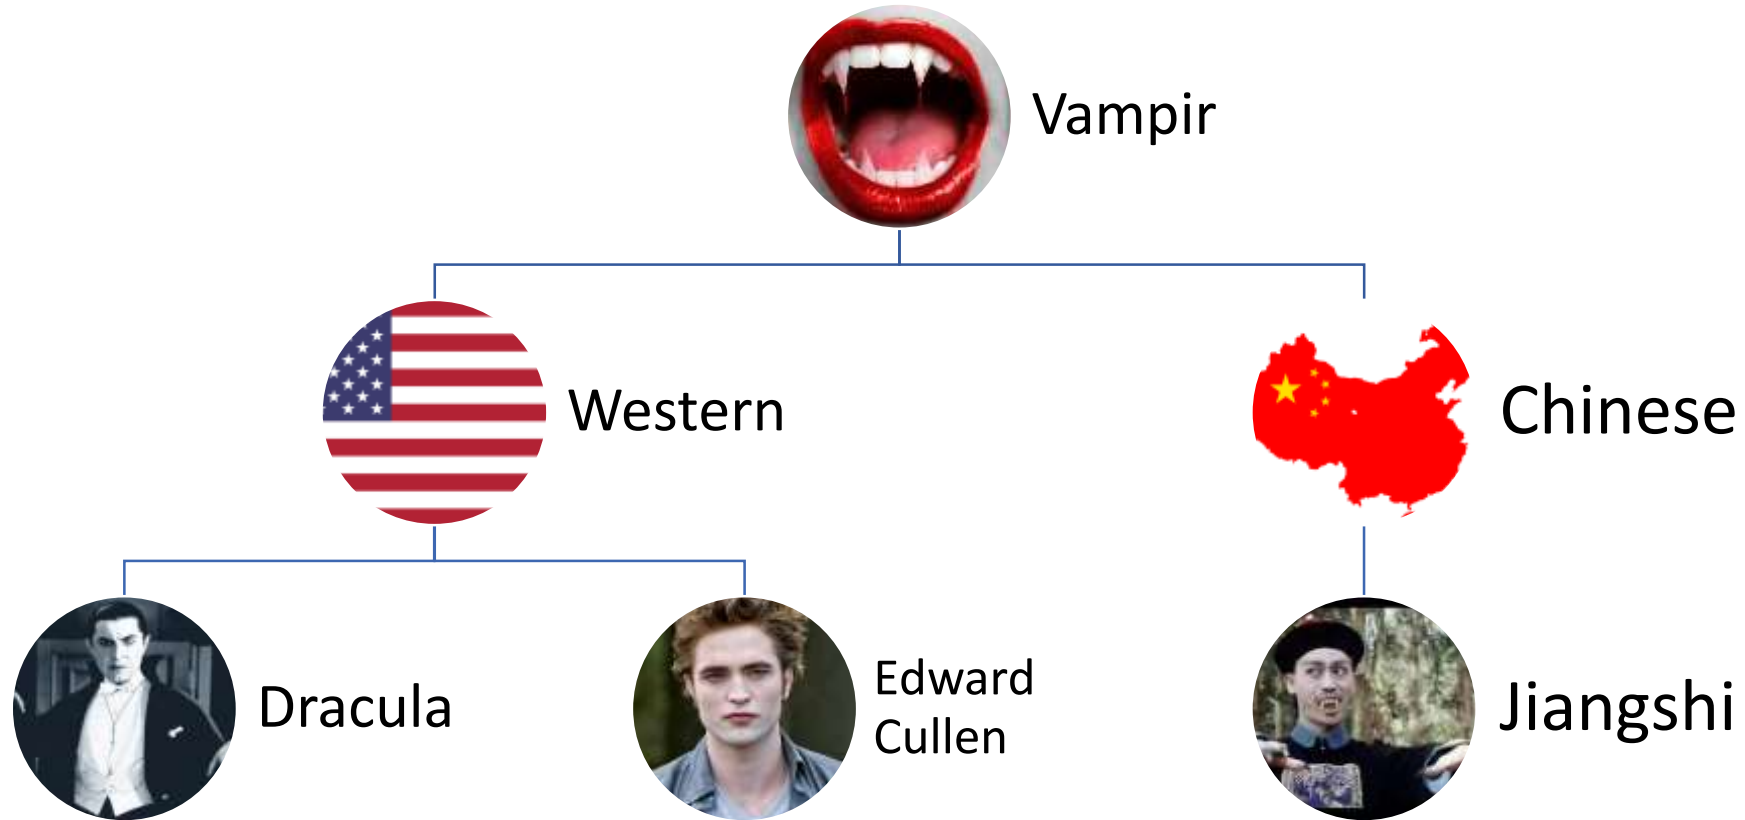 Vampir
Western
Chinese
Dracula
Edward
Cullen
Jiangshi